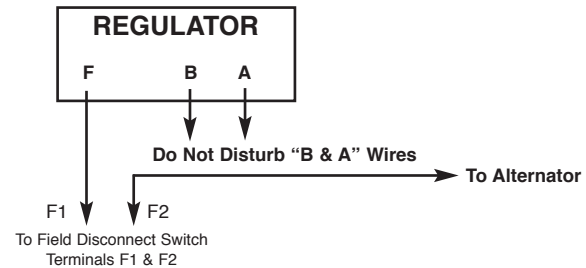 REGULATOR
F B A
Do Not Disturb “B & A” Wires
To Alternator
F1 F2
To Field Disconnect Switch
Terminals F1 & F2